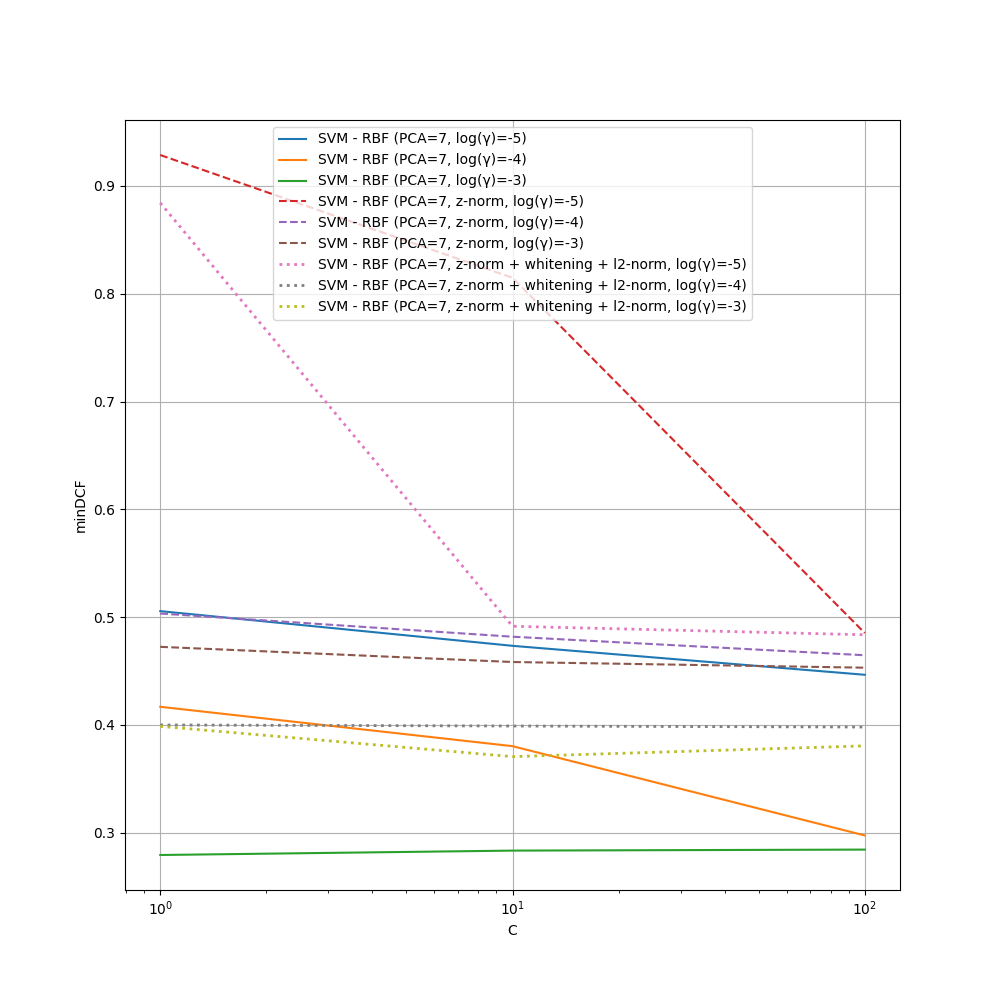 SVM - RBF (PCA=7, log(γ)=-5)
SVM - RBF (PCA=7, log(γ)=-4)
SVM - RBF (PCA=7, log(γ)=-3)
SVM - RBF (PCA=7, z-norm, log(γ)=-5)
SVM - RBF (PCA=7, z-norm, log(γ)=-4)
SVM - RBF (PCA=7, z-norm, log(γ)=-3)
SVM - RBF (PCA=7, z-norm + whitening + l2-norm, log(γ)=-5)
SVM - RBF (PCA=7, z-norm + whitening + l2-norm, log(γ)=-4)
SVM - RBF (PCA=7, z-norm + whitening + l2-norm, log(γ)=-3)
0.9
0.8
0.7
0.6
0.5
0.4
0.3
minDCF
10⁰ 10¹ 10²
C